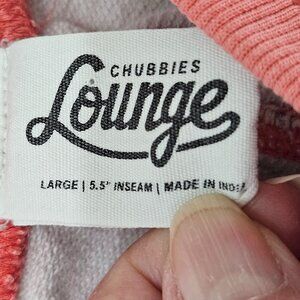 CHUBBIES
Lounge
LARGE | 5.5" INSEAM | MADE IN INDIA